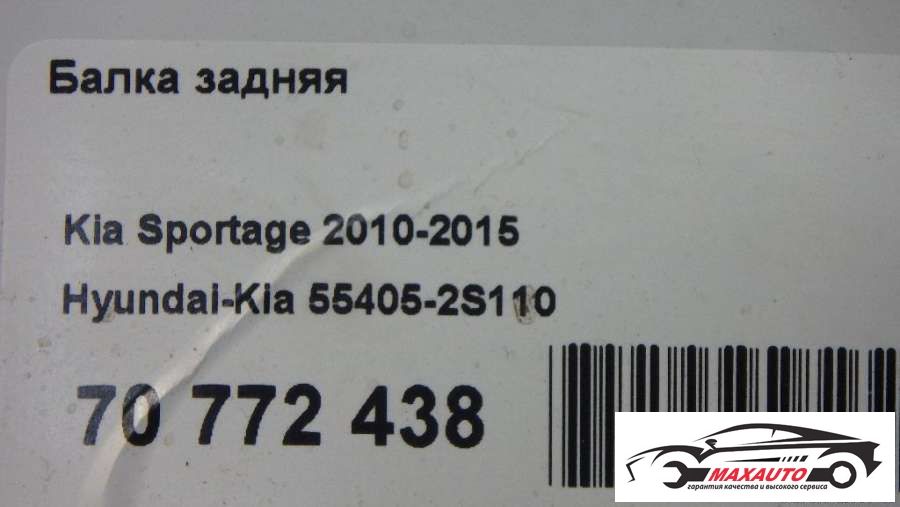 Балка задняя
Kia Sportage 2010-2015
Hyundai-Kia 55405-2S110
70 772 438
MAXAUTO
гарантия качества и высокого сервиса